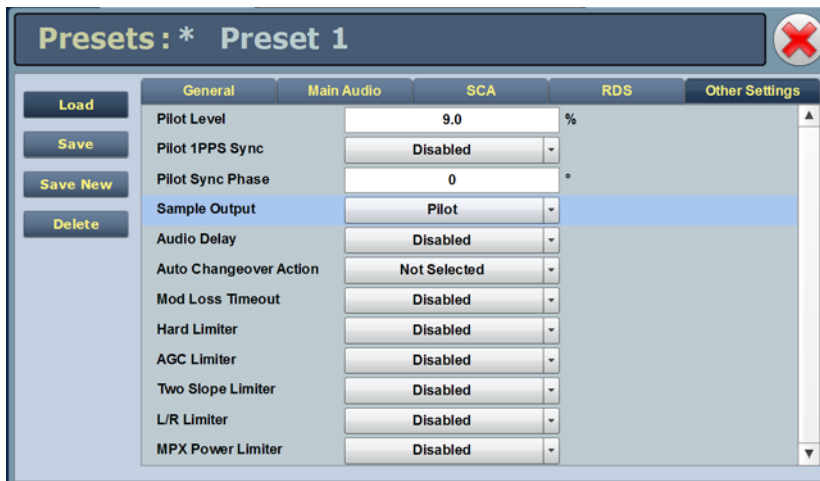 Presets:* Preset 1
General Main Audio SCA RDS Other Settings
Load
Save
Save New
Delete
Pilot Level 9.0 %
Pilot 1PPS Sync Disabled
Pilot Sync Phase 0 °
Sample Output Pilot
Audio Delay Disabled
Auto Changeover Action Not Selected
Mod Loss Timeout Disabled
Hard Limiter Disabled
AGC Limiter Disabled
Two Slope Limiter Disabled
L/R Limiter Disabled
MPX Power Limiter Disabled